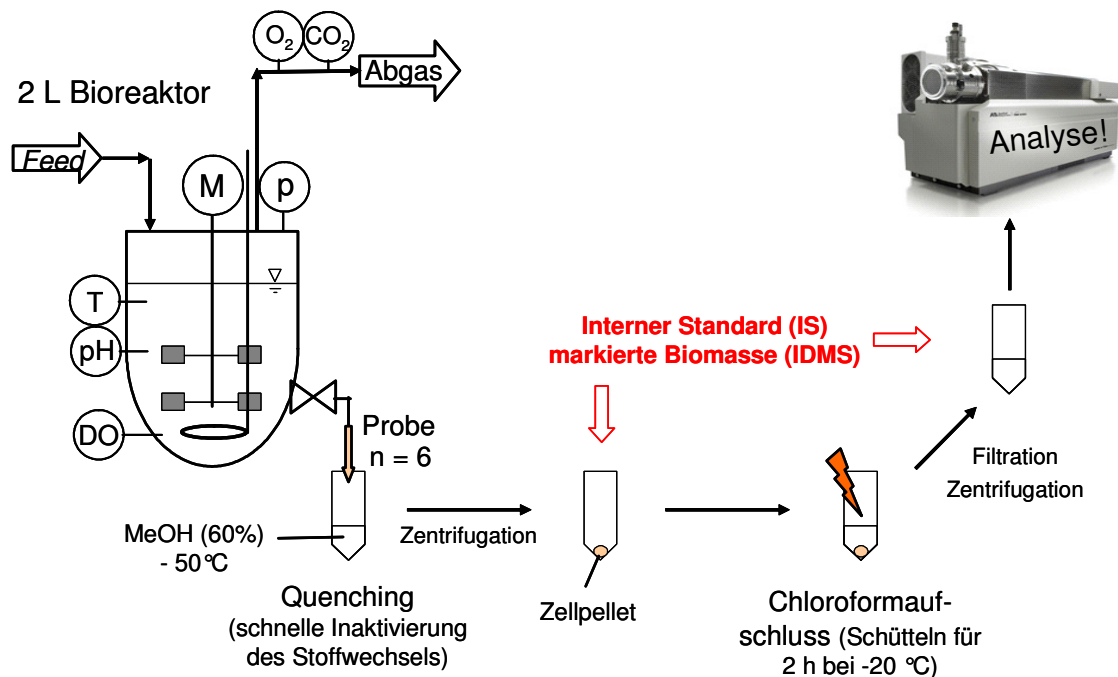 O2
CO2
Abgas
2 L Bioreaktor
Feed
M
p
T
pH
DO
Probe
n = 6
MeOH (60%)
- 50°C
Quenching
(schnelle Inaktivierung
des Stoffwechsels)
Zentrifugation
Interner Standard (IS)
markierte Biomasse (IDMS)
Zellpellet
Chloroformauf-
schluss (Schütteln für
2 h bei -20 °C)
Filtration
Zentrifugation
Analyse!